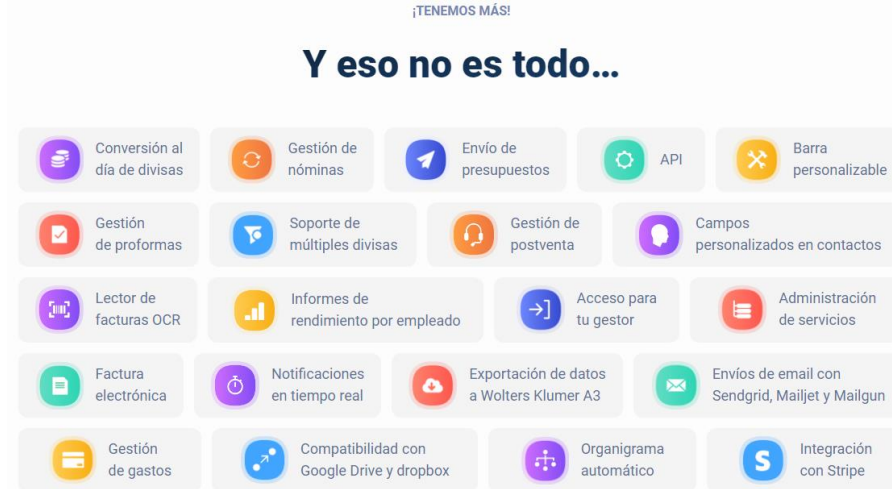 ¡TENEMOS MÁS!
Y eso no es todo...
Conversión al
día de divisas
Gestión de
nóminas
Envío de
presupuestos
API
Barra
personalizable
Gestión
de proformas
Soporte de
múltiples divisas
Gestión de
postventa
Campos
personalizados en contactos
Lector de
facturas OCR
Informes de
rendimiento por empleado
Acceso para
tu gestor
Administración
de servicios
Factura
electrónica
Notificaciones
en tiempo real
Exportación de datos
a Wolters Klumer A3
Envíos de email con
Sendgrid, Mailjet y Mailgun
Gestión
de gastos
Compatibilidad con
Google Drive y dropbox
Organigrama
automático
S
Integración
con Stripe